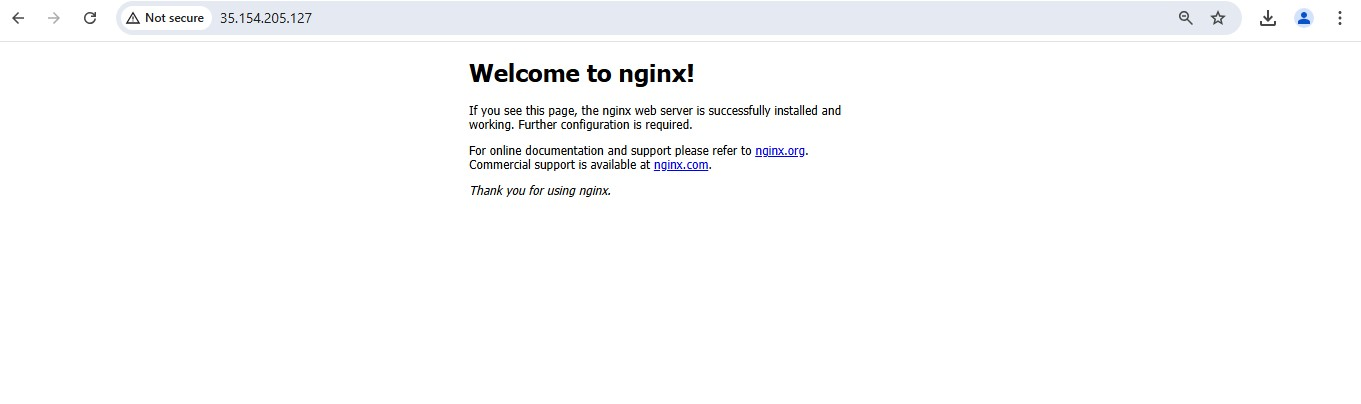 Not secure 35.154.205.127
Welcome to nginx!
If you see this page, the nginx web server is successfully installed and
working. Further configuration is required.
For online documentation and support please refer to nginx.org.
Commercial support is available at nginx.com.
Thank you for using nginx.